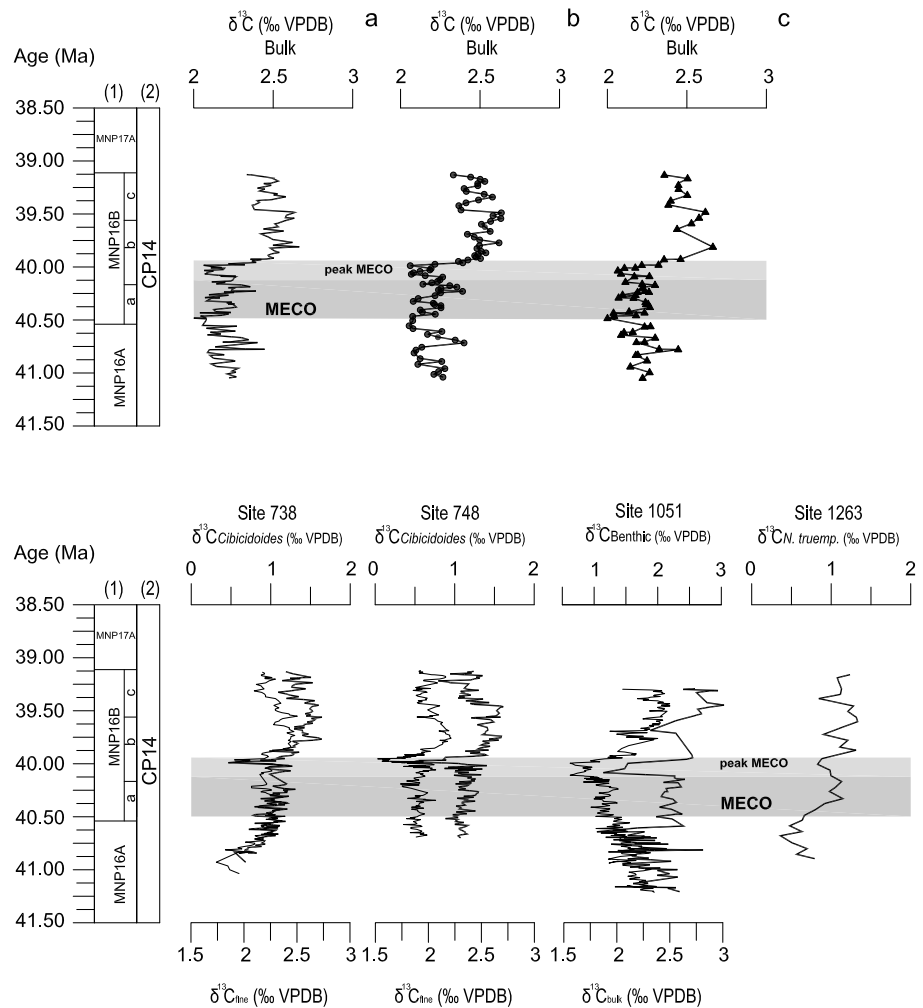 δ13C (‰ VPDB) a δ13C (‰ VPDB) b δ13C (‰ VPDB) c
Bulk Bulk Bulk
Age (Ma)
2 2.5 3 2 2.5 3 2 2.5 3
(1) (2)
38.50
MNP17A
39.00
39.50
40.00
40.50
41.00
41.50
MNP16B
c
b
a
MNP16A
CP14
peak MECO
MECO
Site 738 Site 748 Site 1051 Site 1263
δ13CCibicidoides (‰ VPDB) δ13CCibicidoides (‰ VPDB) δ13CBenthic (‰ VPDB) δ13CN. truemp. (‰ VPDB)
Age (Ma)
0 1 2 0 1 2 1 2 3 0 1 2
(1) (2)
38.50
MNP17A
39.00
39.50
40.00
40.50
41.00
41.50
MNP16B
c
b
a
MNP16A
CP14
peak MECO
MECO
1.5 2 2.5 3 1.5 2 2.5 3 1.5 2 2.5 3
δ13Cfine (‰ VPDB) δ13Cfine (‰ VPDB) δ13Cbulk (‰ VPDB)